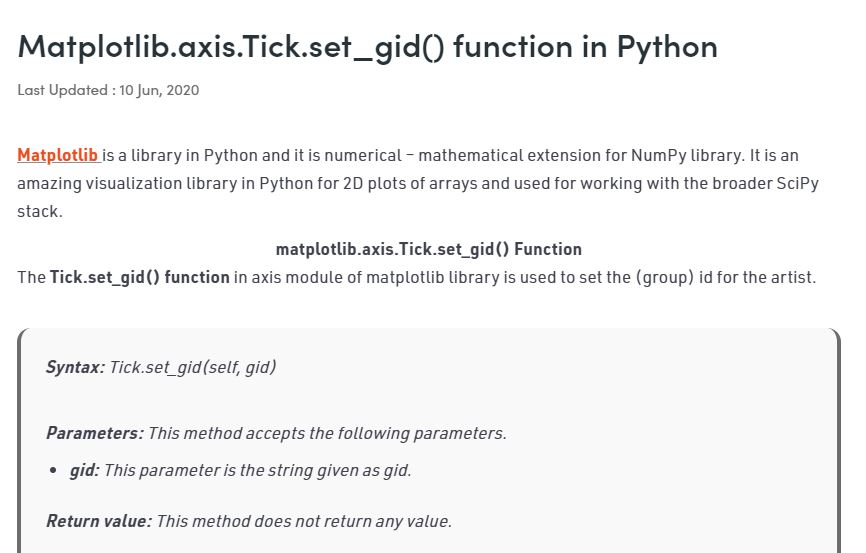 Matplotlib.axis.Tick.set_gid() function in Python
Last Updated : 10 Jun, 2020
Matplotlib is a library in Python and it is numerical – mathematical extension for NumPy library. It is an
amazing visualization library in Python for 2D plots of arrays and used for working with the broader SciPy
stack.
matplotlib.axis.Tick.set_gid() Function
The Tick.set_gid() function in axis module of matplotlib library is used to set the (group) id for the artist.
Syntax: Tick.set_gid(self, gid)
Parameters: This method accepts the following parameters.
• gid: This parameter is the string given as gid.
Return value: This method does not return any value.